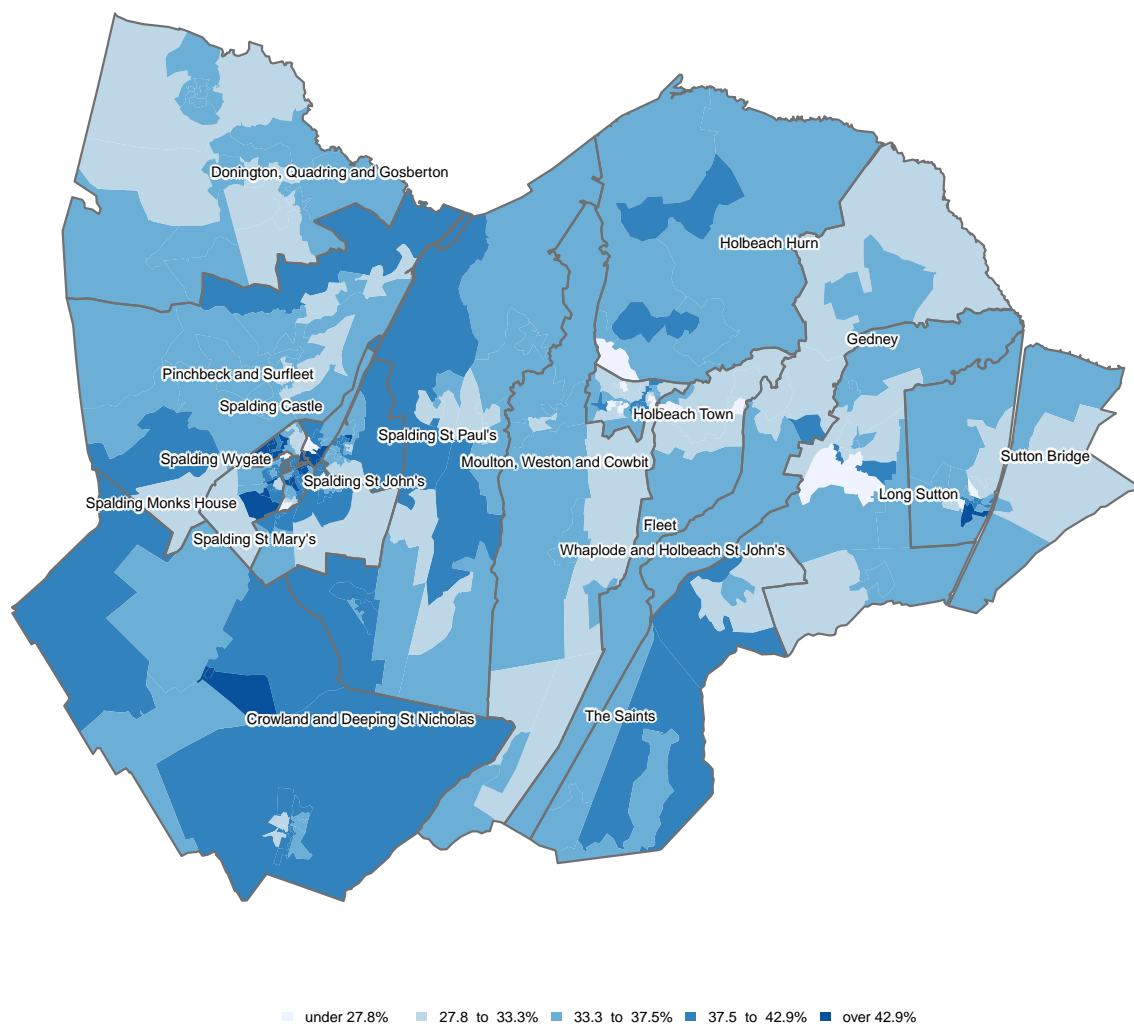 Donington, Quadring and Gosberton
Holbeach Hurn
Gedney
Pinchbeck and Surfleet
Spalding Castle
Holbeach Town
Spalding St Paul's
Sutton Bridge
Spalding Wygate
Moulton, Weston and Cowbit
Spalding St John's
Long Sutton
Spalding Monks House
Fleet
Spalding St Mary's
Whaplode and Holbeach St John's
The Saints
Crowland and Deeping St Nicholas
under 27.8% 27.8 to 33.3% 33.3 to 37.5% 37.5 to 42.9% over 42.9%